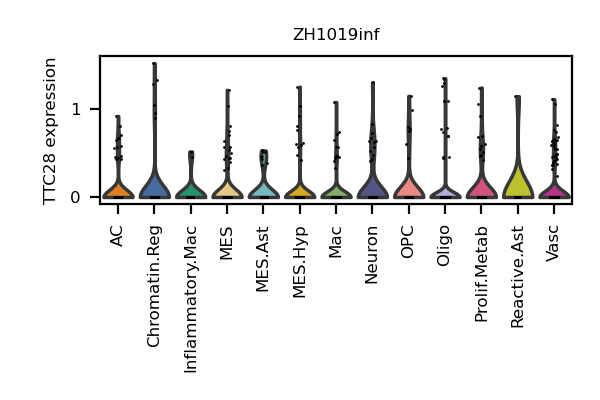 ZH1019inf
TTC28 expression
1
0
AC
Chromatin.Reg
Inflammatory.Mac
MES
MES.Ast
MES.Hyp
Mac
Neuron
OPC
Oligo
Prolif.Metab
Reactive.Ast
Vasc